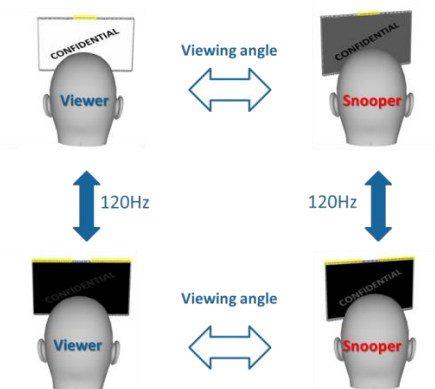 CONFIDENTIAL
Viewer
Viewing angle
CONFIDENTIAL
Snooper
120Hz
120Hz
CONFIDENTIAL
Viewer
Viewing angle
CONFIDENTIAL
Snooper